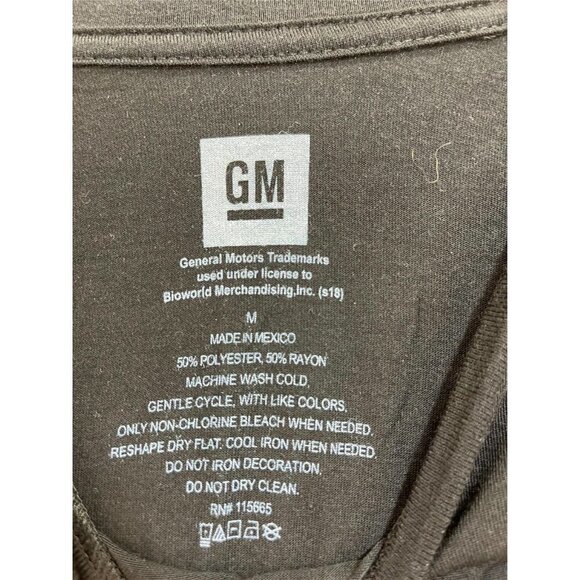 GM
General Motors Trademarks
used under license to
Bioworld Merchandising,Inc. (s18)
M
MADE IN MEXICO
50% POLYESTER, 50% RAYON
MACHINE WASH COLD,
GENTLE CYCLE, WITH LIKE COLORS,
ONLY NON-CHLORINE BLEACH WHEN NEEDED.
RESHAPE DRY FLAT. COOL IRON WHEN NEEDED.
DO NOT IRON DECORATION,
DO NOT DRY CLEAN.
RN# 115665